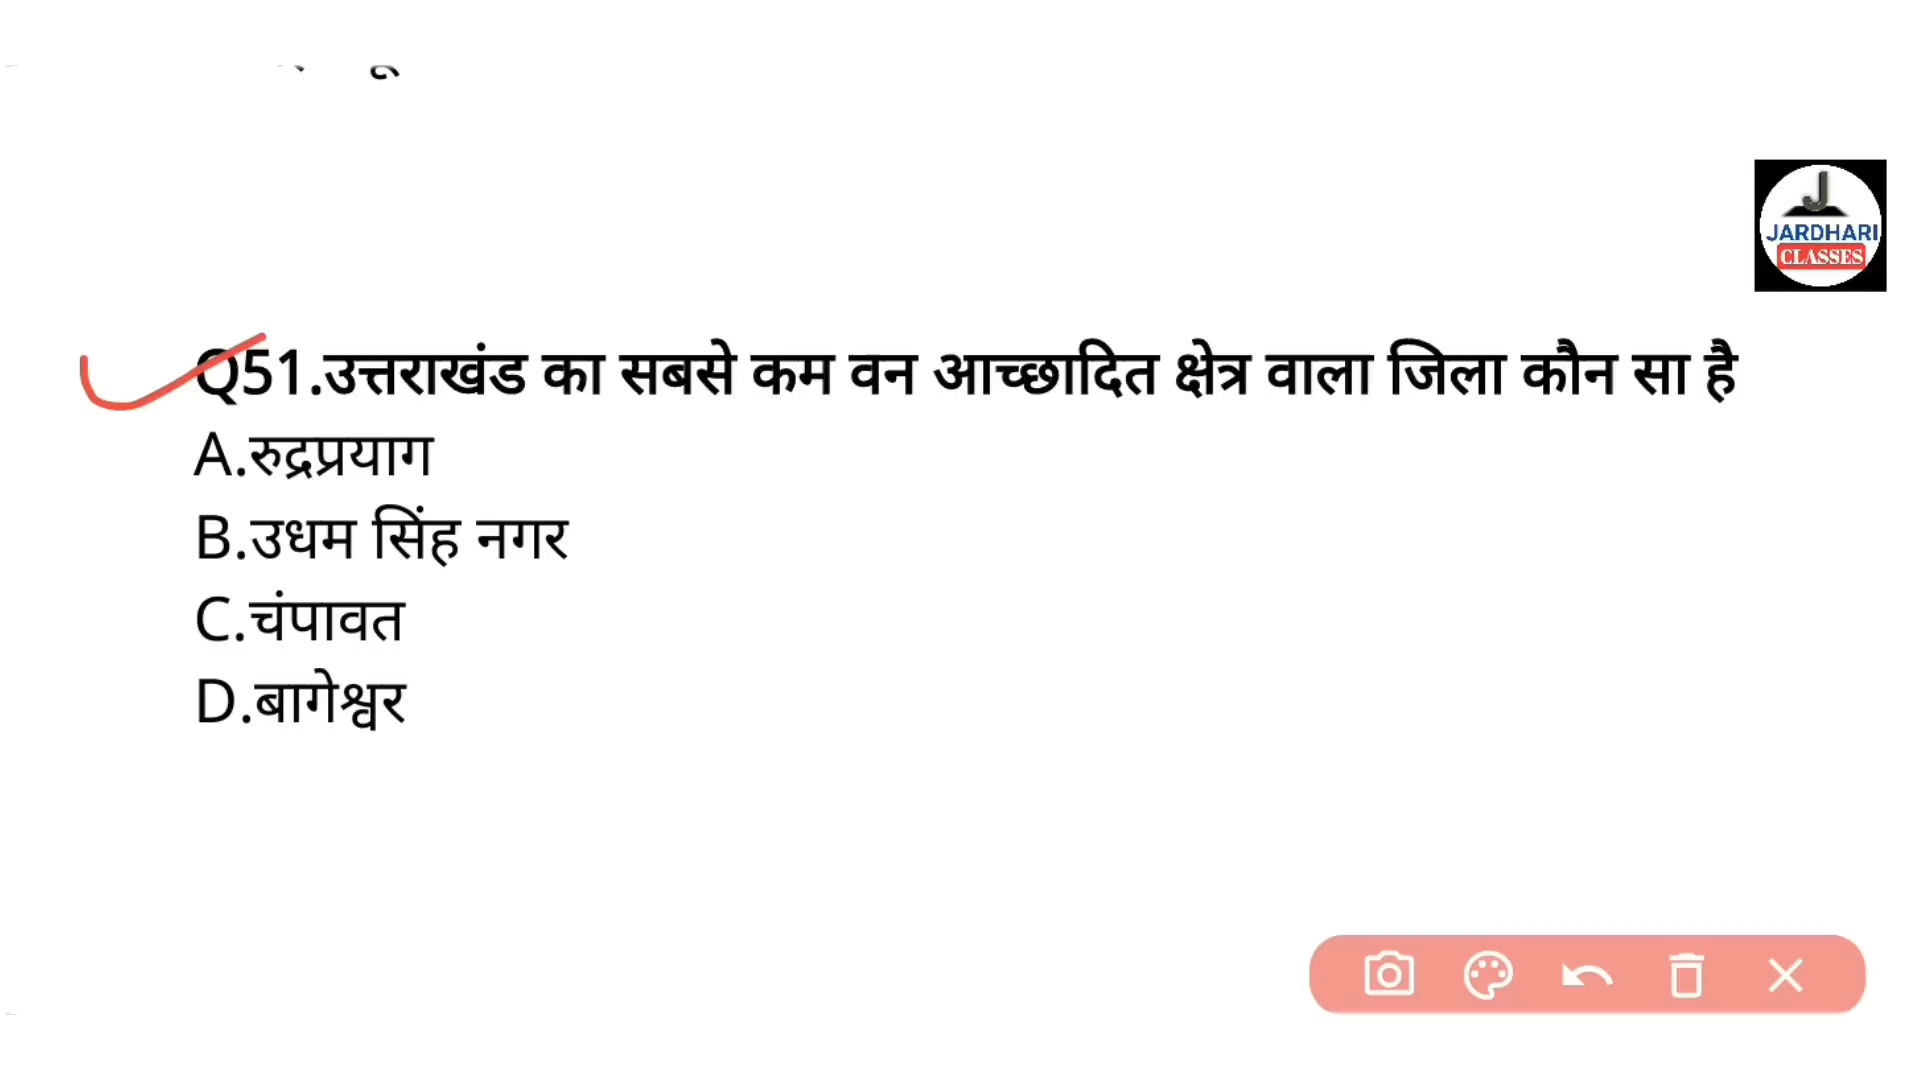 J
JARDHARI
CLASSES
Q51.उत्तराखंड का सबसे कम वन आच्छादित क्षेत्र वाला जिला कौन सा है
A.रुद्रप्रयाग
B.उधम सिंह नगर
C.चंपावत
D.बागेश्वर